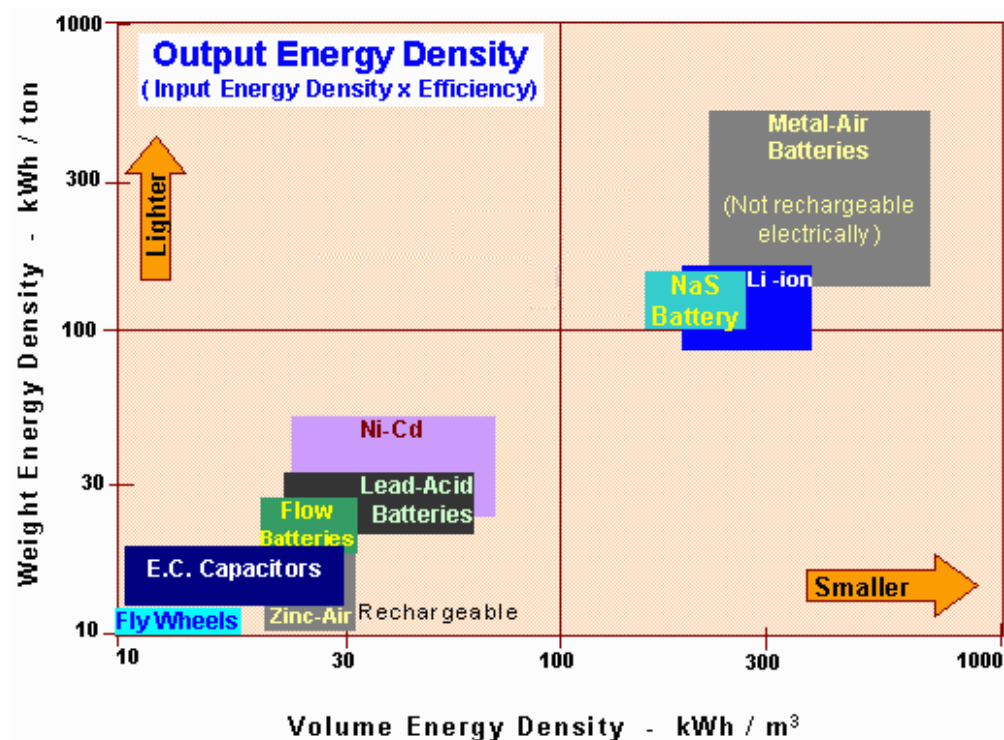 1000
Output Energy Density
( Input Energy Density x Efficiency)
Metal-Air
Batteries
(Not rechargeable
electrically )
300
Lighter
NaS
Battery
Li -ion
100
Ni-Cd
30
Lead-Acid
Batteries
Flow
Batteries
E.C. Capacitors
Smaller
Fly Wheels
Zinc-Air
Rechargeable
10
10
30
100
300
1000
Weight Energy Density - kWh / ton
Volume Energy Density - kWh / m³